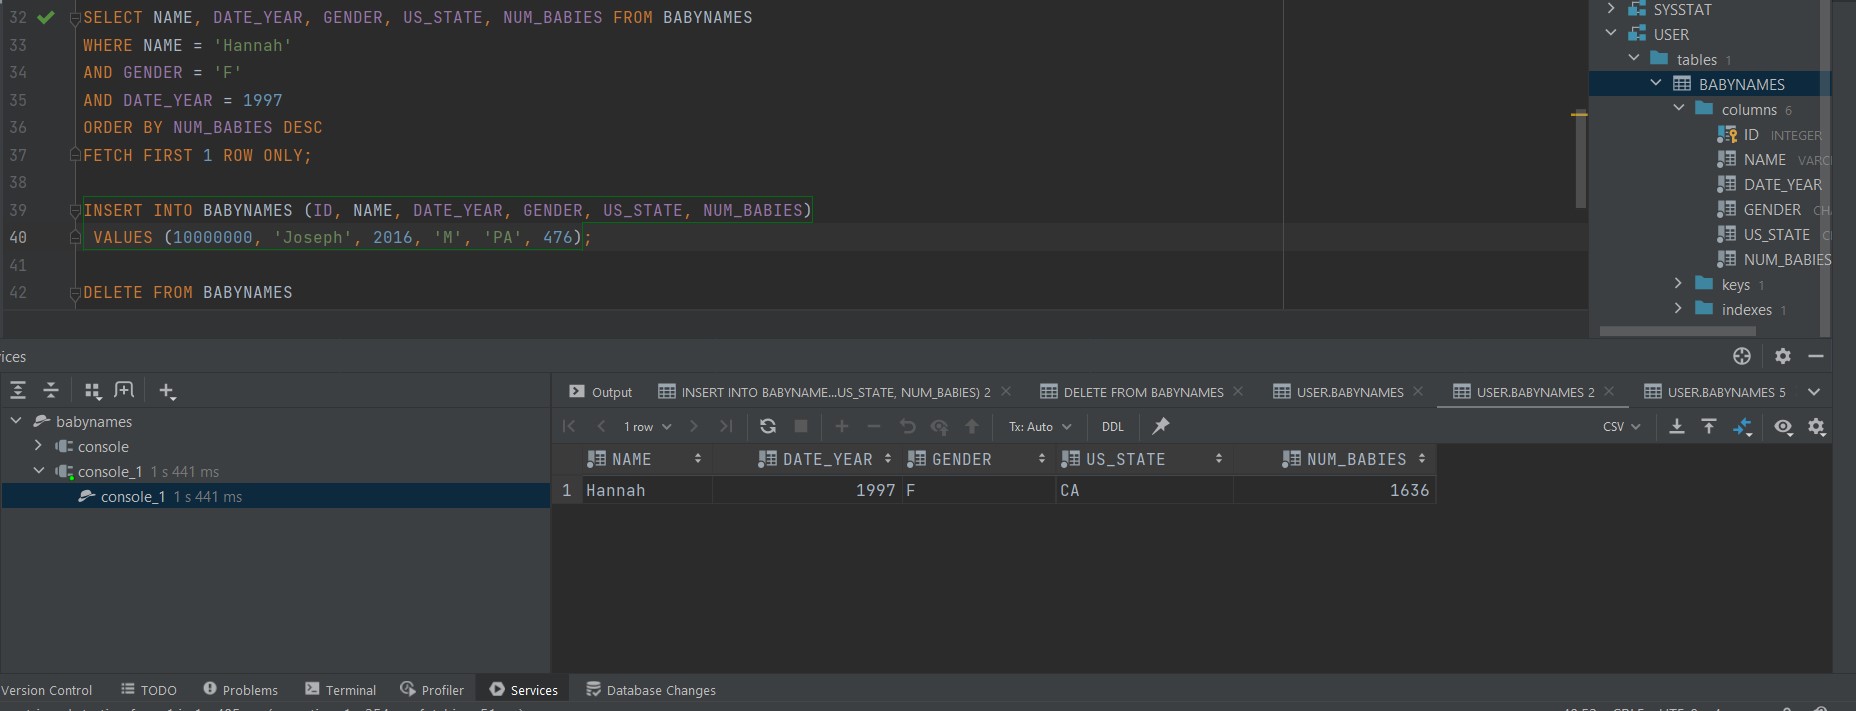 32 SELECT NAME, DATE_YEAR, GENDER, US_STATE, NUM_BABIES FROM BABYNAMES
33 WHERE NAME = 'Hannah'
34 AND GENDER = 'F'
35 AND DATE_YEAR = 1997
36 ORDER BY NUM_BABIES DESC
37 FETCH FIRST 1 ROW ONLY;
38
39 INSERT INTO BABYNAMES (ID, NAME, DATE_YEAR, GENDER, US_STATE, NUM_BABIES)
40 VALUES (10000000, 'Joseph', 2016, 'M', 'PA', 476);
41
42 DELETE FROM BABYNAMES
SYSSTAT
USER
tables 1
BABYNAMES
columns 6
ID INTEGER
NAME VARC
DATE_YEAR
GENDER CHA
US_STATE C
NUM_BABIES
keys 1
indexes 1
ices
babynames
console
console_1 1 s 441 ms
console_1 1 s 441 ms
Output INSERT INTO BABYNAME...US_STATE, NUM_BABIES) 2 DELETE FROM BABYNAMES USER.BABYNAMES USER.BABYNAMES 2 USER.BABYNAMES 5
1 row Tx: Auto DDL CSV
NAME DATE_YEAR GENDER US_STATE NUM_BABIES
1 Hannah 1997 F CA 1636
Version Control TODO Problems Terminal Profiler Services Database Changes